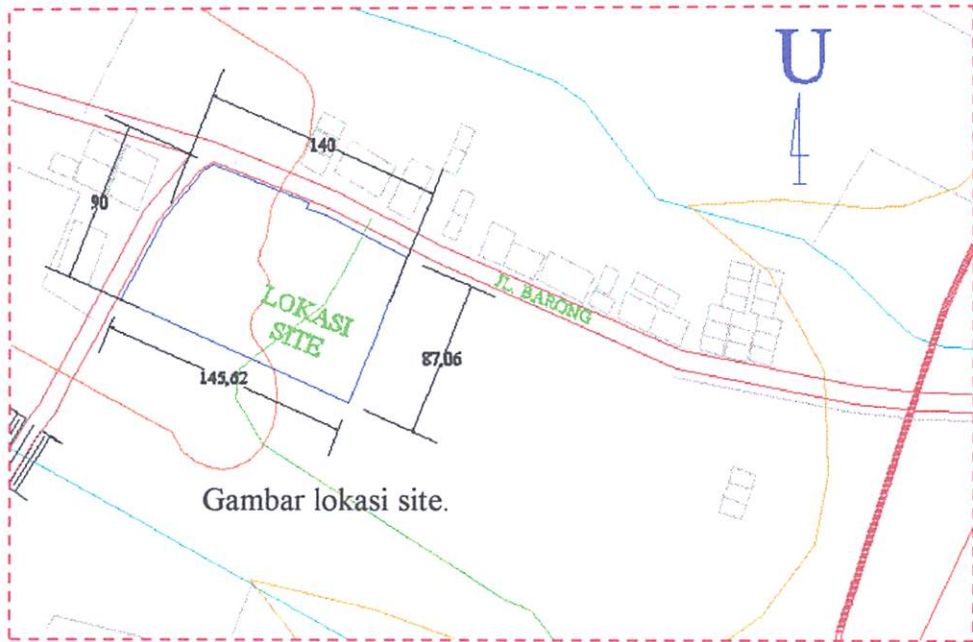 U
140
90
LOKASI
SITE
JL. BARONG
87,06
145,62
Gambar lokasi site.